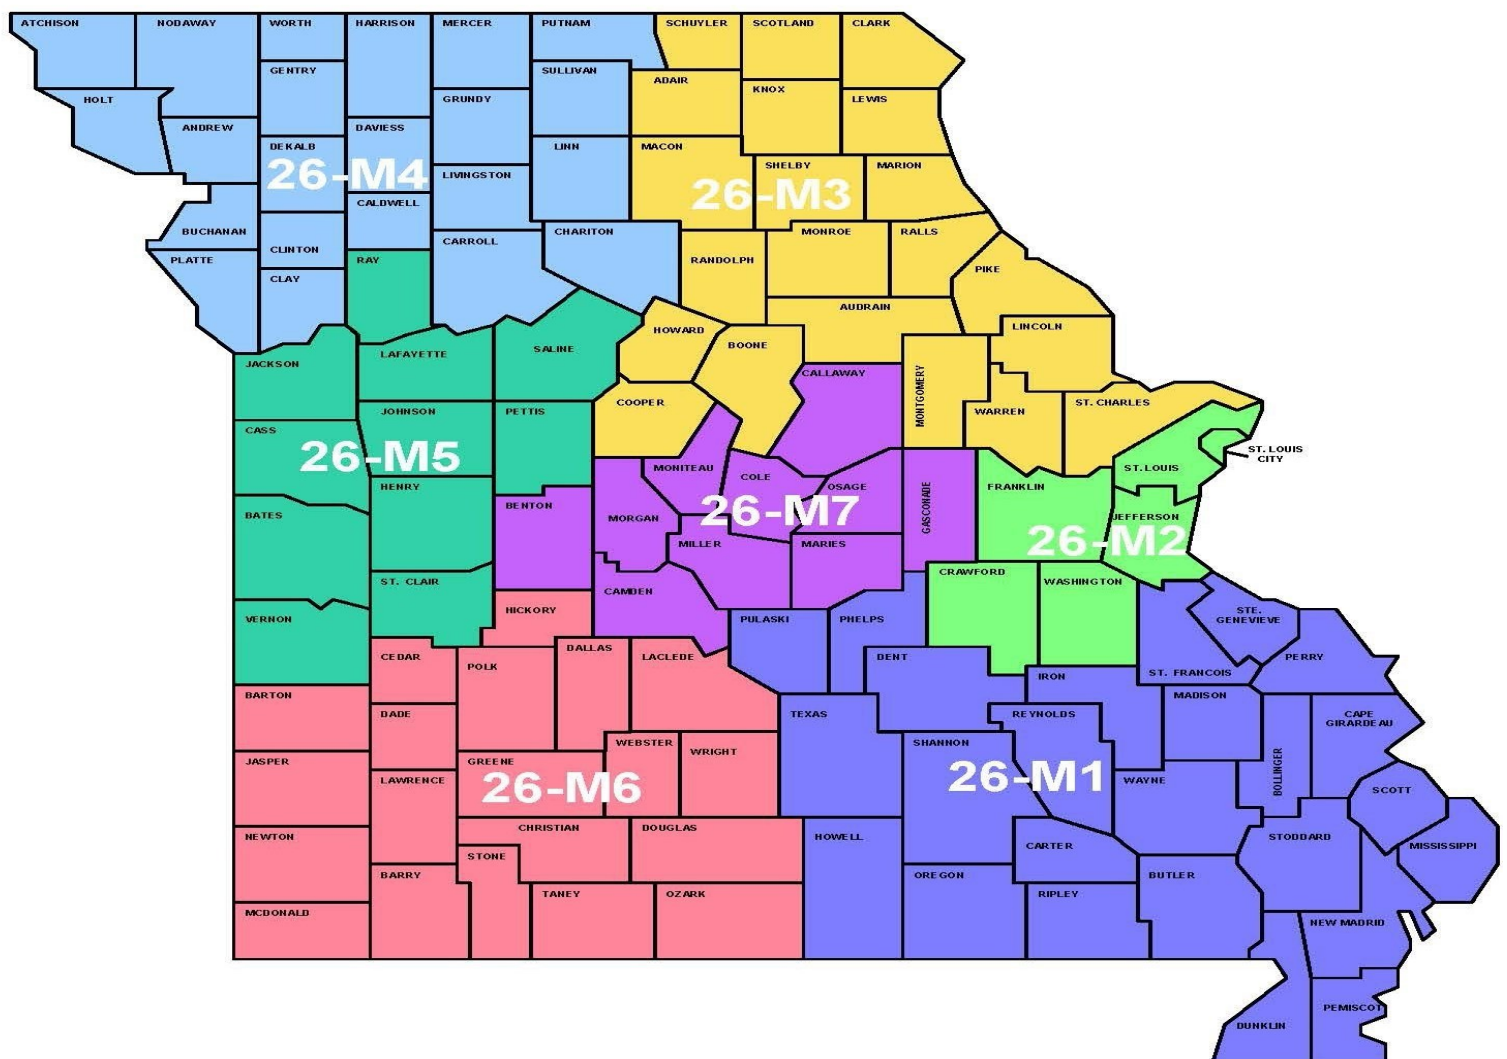 ATCHISON
NODAWAY
WORTH
HARRISON
MERCER
PUTNAM
SCHUYLER
SCOTLAND
CLARK
GENTRY
SULLIVAN
ADAIR
KNOX
HOLT
GRUNDY
LEWIS
ANDREW
DAVIESS
DEKALB
LINN
MACON
26-M4
SHELBY
MARION
LIVINGSTON
26-M3
CALDWELL
BUCHANAN
CARROLL
CHARITON
MONROE
RALLS
CLINTON
PLATTE
RAY
RANDOLPH
PIKE
CLAY
AUDRAIN
HOWARD
LINCOLN
BOONE
SALINE
LAFAYETTE
JACKSON
CALLAWAY
MONTGOMERY
COOPER
ST. CHARLES
JOHNSON
PETTIS
WARREN
CASS
26-M5
ST. LOUIS
CITY
ST. LOUIS
MONITEAU
COLE
HENRY
OSAGE
FRANKLIN
GASCONADE
BENTON
26-M7
BATES
MORGAN
JEFFERSON
26-M2
MILLER
MARIES
CRAWFORD
WASHINGTON
ST. CLAIR
CAMDEN
HICKORY
STE.
GENEVIEVE
VERNON
PULASKI
PHELPS
DALLAS
CEDAR
LACLEDE
DENT
PERRY
POLK
IRON
ST. FRANCOIS
BARTON
MADISON
DADE
TEXAS
REYNOLDS
CAPE
GIRARDEAU
WEBSTER
SHANNON
WRIGHT
JASPER
GREENE
BOLLINGER
26-M1
LAWRENCE
WAYNE
26-M6
SCOTT
CHRISTIAN
DOUGLAS
NEWTON
HOWELL
STODDARD
CARTER
MISSISSIPPI
STONE
BARRY
OREGON
BUTLER
TANEY
OZARK
RIPLEY
MCDONALD
NEW MADRID
PEMISCOT
DUNKLIN